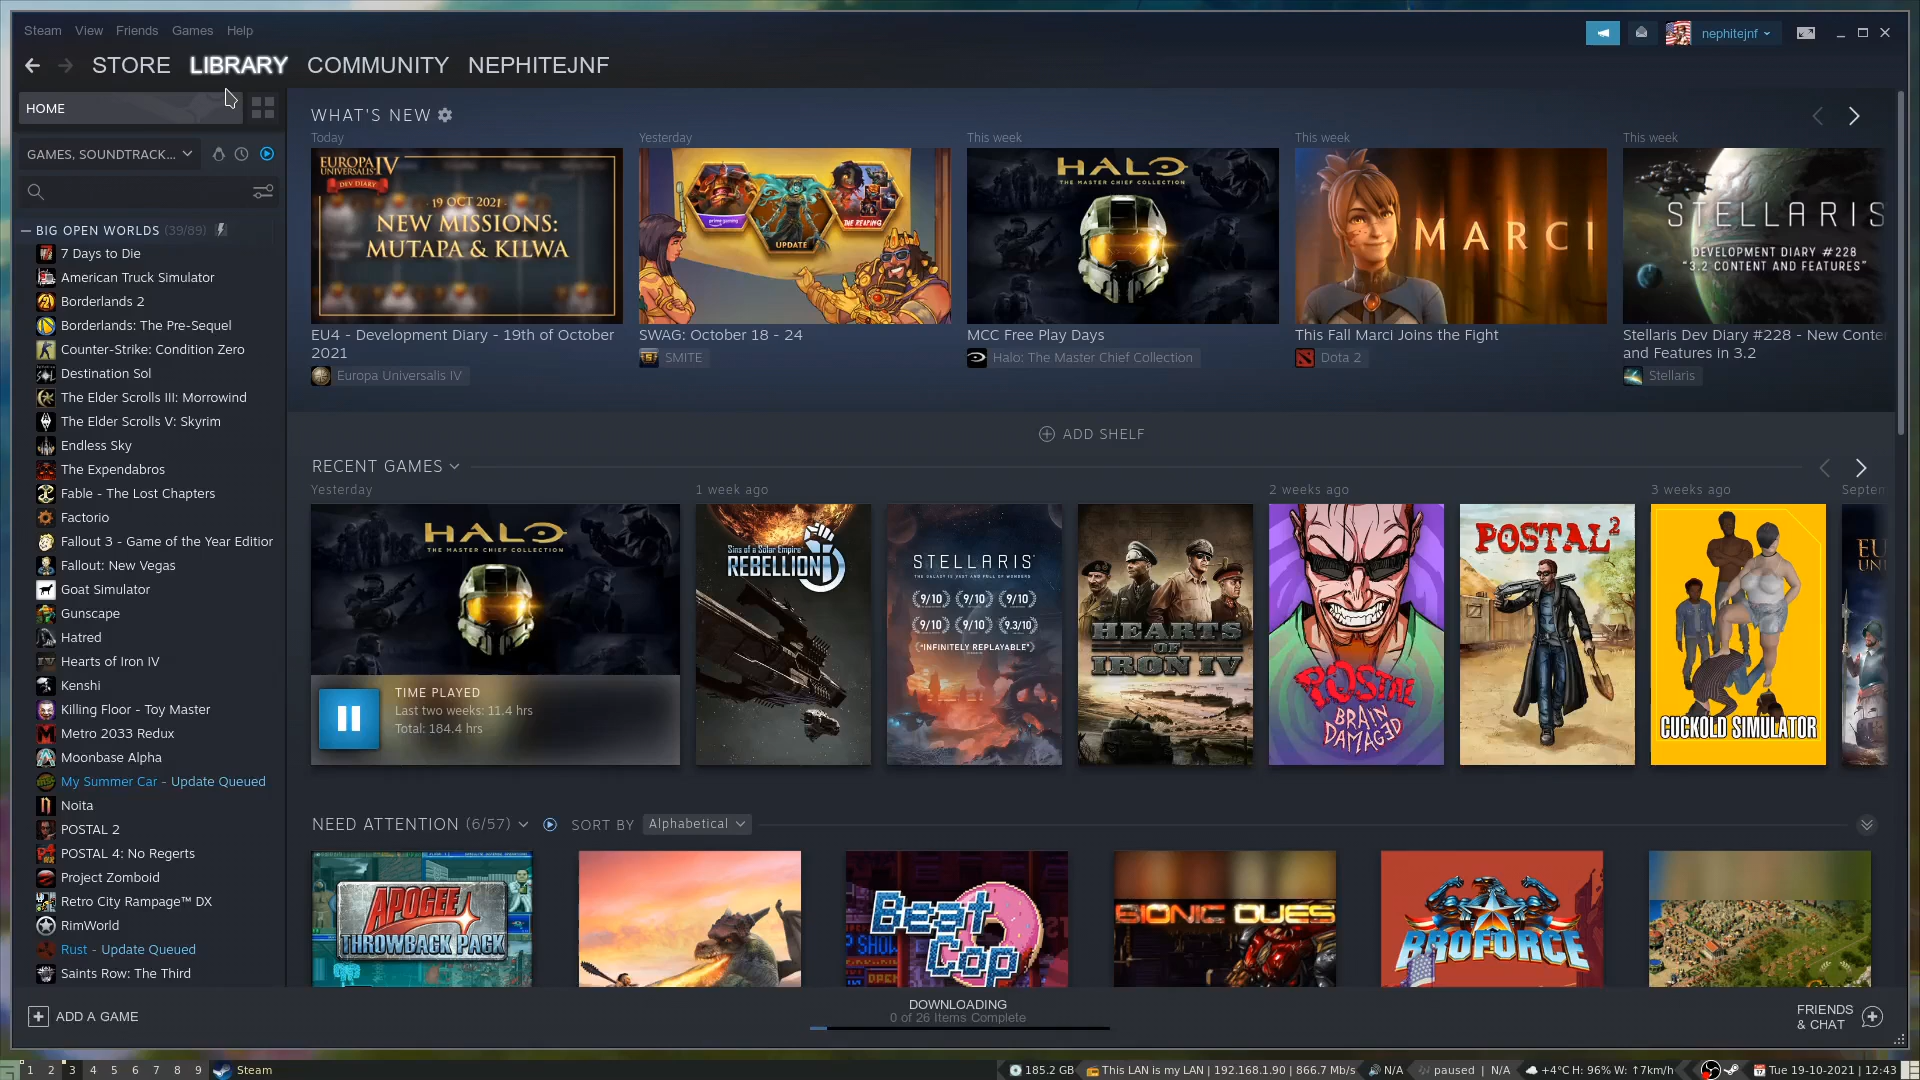 Steam View Friends Games Help
nephitejnf
STORE LIBRARY COMMUNITY NEPHITEJNF
HOME
GAMES, SOUNDTRACK...
BIG OPEN WORLDS (39/89)
7 Days to Die
American Truck Simulator
Borderlands 2
Borderlands: The Pre-Sequel
Counter-Strike: Condition Zero
Destination Sol
The Elder Scrolls III: Morrowind
The Elder Scrolls V: Skyrim
Endless Sky
The Expendabros
Fable - The Lost Chapters
Factorio
Fallout 3 - Game of the Year Edition
Fallout: New Vegas
Goat Simulator
Gunscape
Hatred
Hearts of Iron IV
Kenshi
Killing Floor - Toy Master
Metro 2033 Redux
Moonbase Alpha
My Summer Car - Update Queued
Noita
POSTAL 2
POSTAL 4: No Regerts
Project Zomboid
Retro City Rampage™ DX
RimWorld
Rust - Update Queued
Saints Row: The Third
WHAT'S NEW
Today
EUROPA UNIVERSALIS IV
DEV DIARY
19 OCT 2021
NEW MISSIONS:
MUTAPA & KILWA
EU4 - Development Diary - 19th of October
2021
Europa Universalis IV
Yesterday
UPDATE
THE REAPING
SWAG: October 18 - 24
SMITE
This week
HALO
THE MASTER CHIEF COLLECTION
MCC Free Play Days
Halo: The Master Chief Collection
This week
MARCI
This Fall Marci Joins the Fight
Dota 2
This week
STELLARIS
DEVELOPMENT DIARY #228
"3.2 CONTENT AND FEATURES"
Stellaris Dev Diary #228 - New Conte
and Features in 3.2
Stellaris
ADD SHELF
RECENT GAMES
Yesterday
HALO
THE MASTER CHIEF COLLECTION
TIME PLAYED
Last two weeks: 11.4 hrs
Total: 184.4 hrs
1 week ago
Sins of a Solar Empire
REBELLION
STELLARIS
THE GALAXY IS VAST AND FULL OF WONDERS
9/10 9/10 9/10
9/10 9/10 9.3/10
"INFINITELY REPLAYABLE"
HEARTS
OF
IRON IV
2 weeks ago
POSTAL
BRAIN
DAMAGED
POSTAL 2
3 weeks ago
CUCKOLD SIMULATOR
Septem
EU
UNI
NEED ATTENTION (6/57) SORT BY Alphabetical
APOGEE
THROWBACK PACK
Beat
Cop
BIONIC DUES
BROFORCE
ADD A GAME
DOWNLOADING
0 of 26 Items Complete
FRIENDS
& CHAT
1 2 3 4 5 6 7 8 9 Steam
185.2 GB This LAN is my LAN | 192.168.1.90 | 866.7 Mb/s N/A paused | N/A +4°C H: 96% W: ↑7km/h Tue 19-10-2021 | 12:43